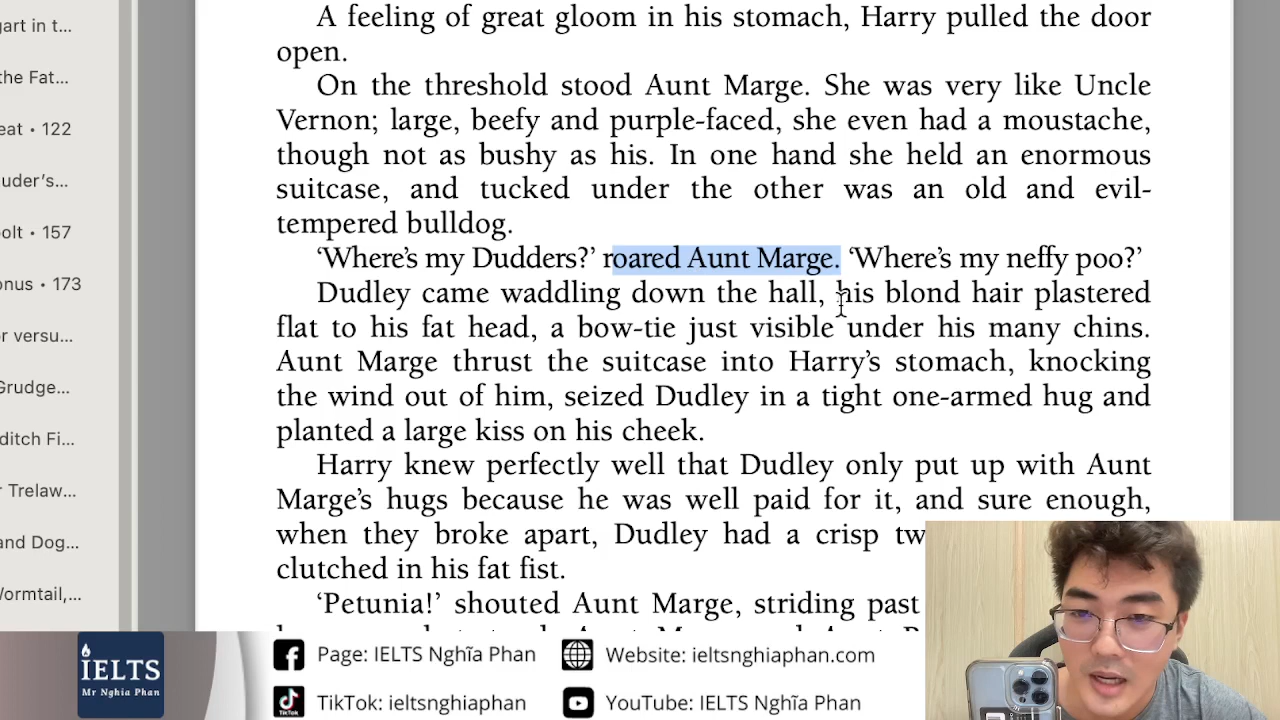 gart in t...
the Fat...
eat • 122
uder's...
olt • 157
onus • 173
r versu...
Grudge...
ditch Fi...
r Trelaw...
and Dog...
Wormtail,...
A feeling of great gloom in his stomach, Harry pulled the door
open.
On the threshold stood Aunt Marge. She was very like Uncle
Vernon; large, beefy and purple-faced, she even had a moustache,
though not as bushy as his. In one hand she held an enormous
suitcase, and tucked under the other was an old and evil-
tempered bulldog.
‘Where’s my Dudders?’ roared Aunt Marge. ‘Where’s my neffy poo?’
Dudley came waddling down the hall, his blond hair plastered
flat to his fat head, a bow-tie just visible under his many chins.
Aunt Marge thrust the suitcase into Harry’s stomach, knocking
the wind out of him, seized Dudley in a tight one-armed hug and
planted a large kiss on his cheek.
Harry knew perfectly well that Dudley only put up with Aunt
Marge’s hugs because he was well paid for it, and sure enough,
when they broke apart, Dudley had a crisp tw
clutched in his fat fist.
‘Petunia!’ shouted Aunt Marge, striding past
IELTS
Mr Nghia Phan
Page: IELTS Nghĩa Phan
Website: ieltsnghiaphan.com
TikTok: ieltsnghiaphan
YouTube: IELTS Nghĩa Phan